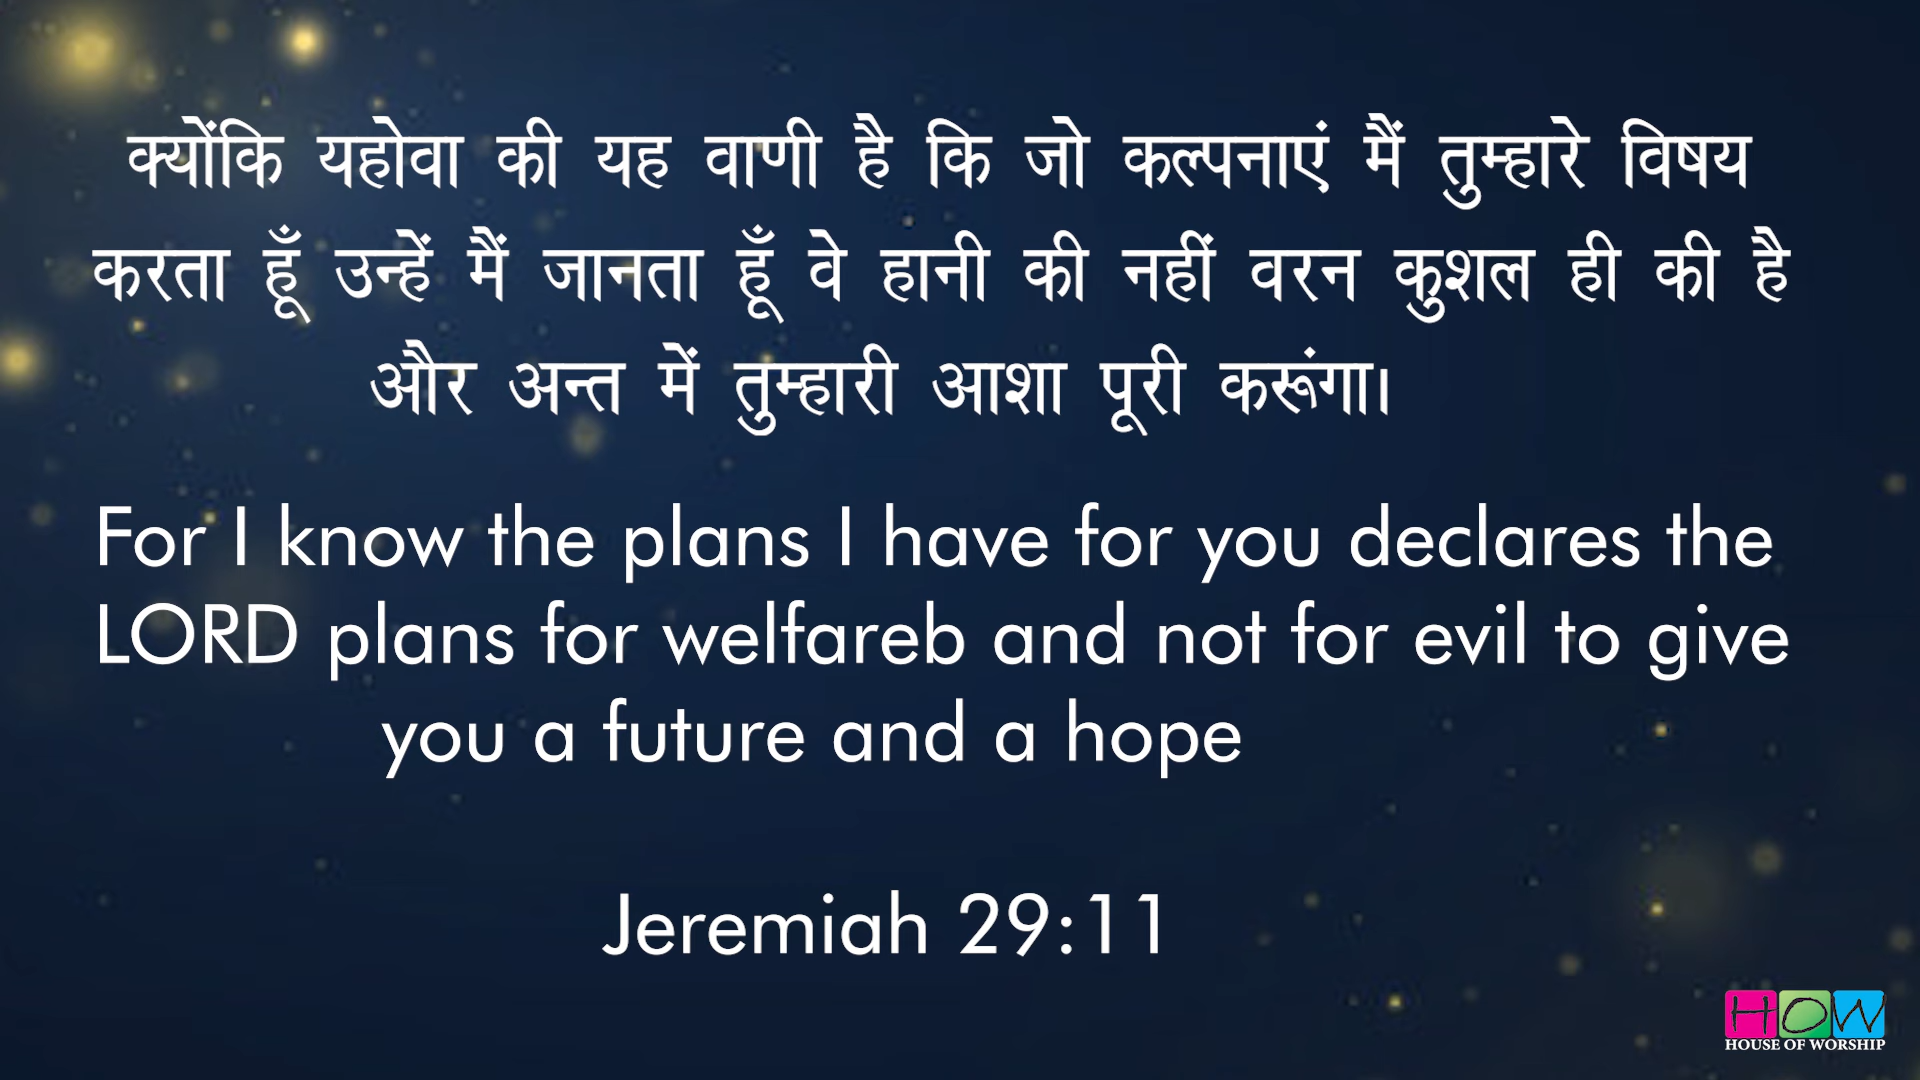 क्योंकि यहोवा की यह वाणी है कि जो कल्पनाएं मैं तुम्हारे विषय
करता हूँ उन्हें मैं जानता हूँ वे हानी की नहीं वरन कुशल ही की है
और अन्त में तुम्हारी आशा पूरी करूंगा।
For I know the plans I have for you declares the
LORD plans for welfareb and not for evil to give
you a future and a hope
Jeremiah 29:11
HOW
HOUSE OF WORSHIP